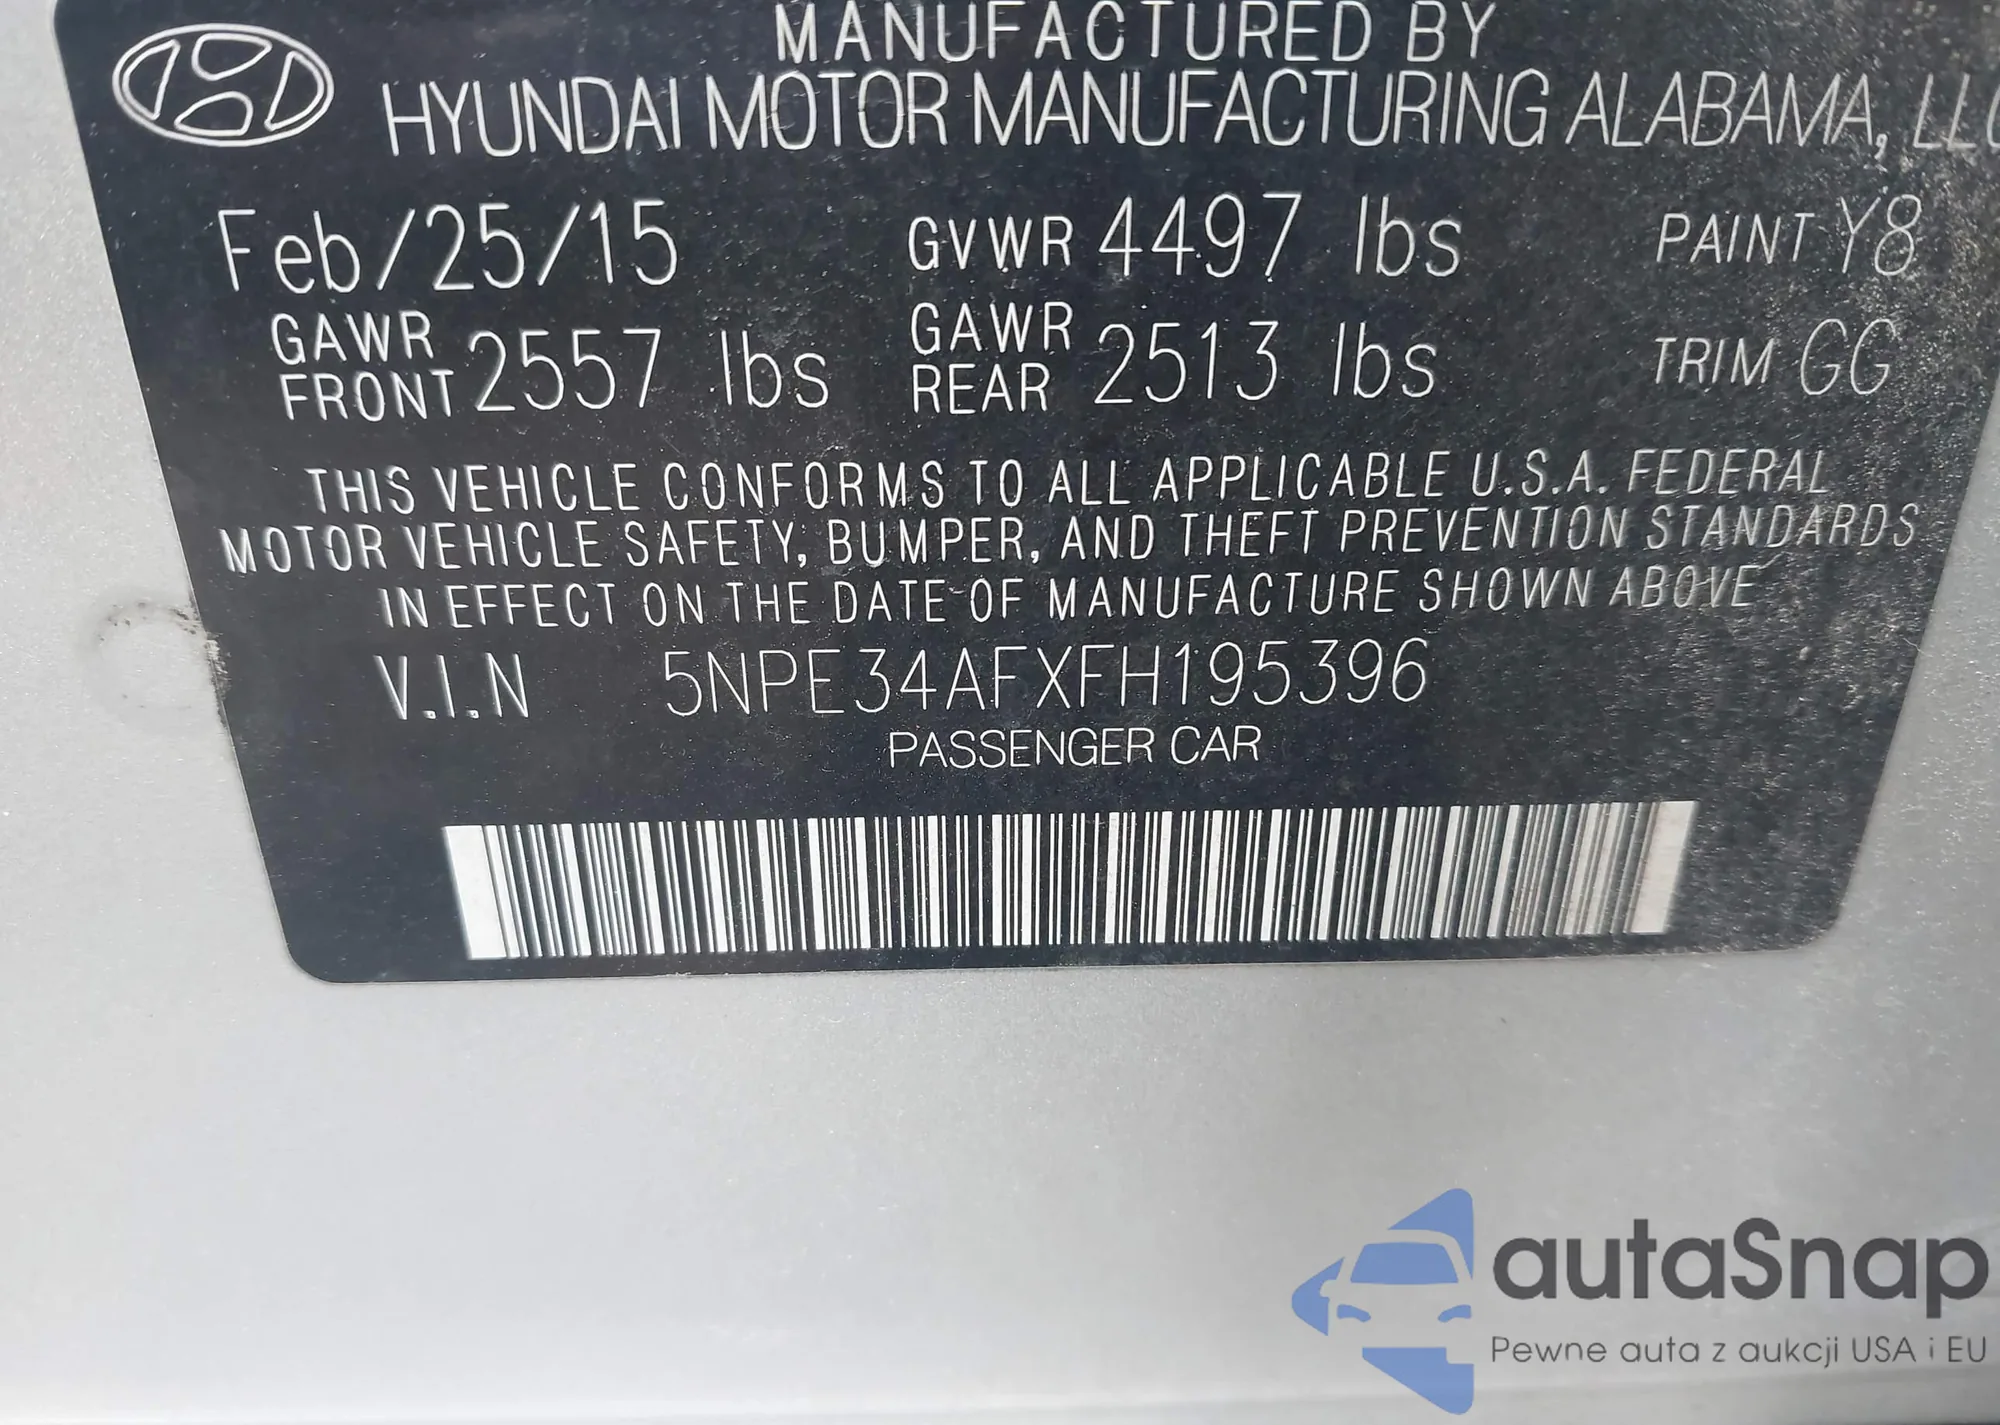 MANUFACTURED BY
HYUNDAI MOTOR MANUFACTURING ALABAMA, LLC
Feb/25/15 GVWR 4497 lbs PAINT Y8
GAWR FRONT 2557 lbs GAWR REAR 2513 lbs TRIM GG
THIS VEHICLE CONFORMS TO ALL APPLICABLE U.S.A. FEDERAL
MOTOR VEHICLE SAFETY, BUMPER, AND THEFT PREVENTION STANDARDS
IN EFFECT ON THE DATE OF MANUFACTURE SHOWN ABOVE
V.I.N 5NPE34AFXFH195396
PASSENGER CAR
autaSnap
Pewne auta z aukcji USA i EU